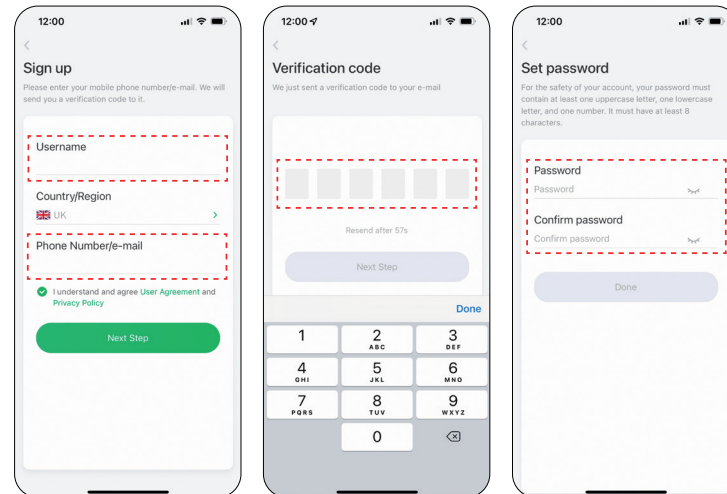 12:00
Sign up
Please enter your mobile phone number/e-mail. We will
send you a verification code to it.
Username
Country/Region
UK
Phone Number/e-mail
I understand and agree User Agreement and
Privacy Policy
Next Step
12:00
Verification code
We just sent a verification code to your e-mail
Resend after 57s
Next Step
Done
1
2
ABC
3
DEF
4
GHI
5
JKL
6
MNO
7
PQRS
8
TUV
9
WXYZ
0
12:00
Set password
For the safety of your account, your password must
contain at least one uppercase letter, one lowercase
letter, and one number. It must have at least 8
characters.
Password
Password
Confirm password
Confirm password
Done